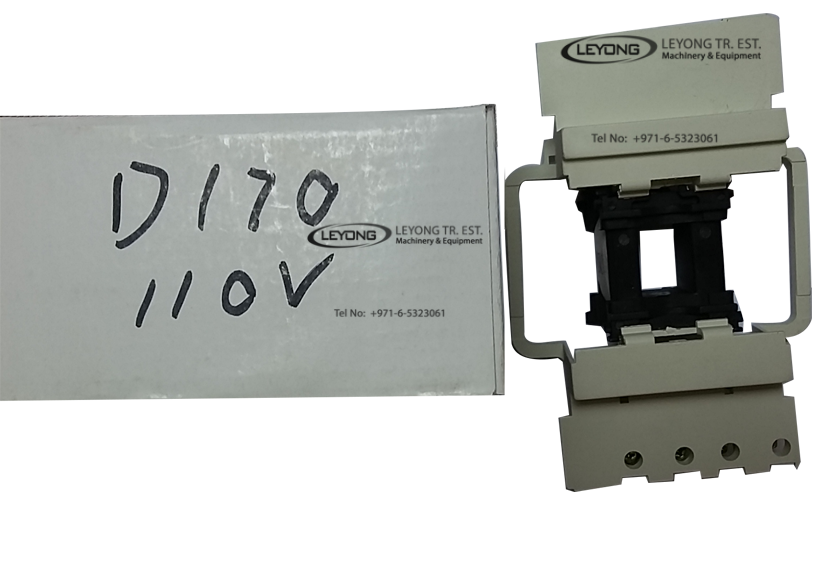 D170
110V
LEYONG
LEYONG TR. EST.
Machinery & Equipment
Tel No: +971-6-5323061
LEYONG
LEYONG TR. EST.
Machinery & Equipment
Tel No: +971-6-5323061